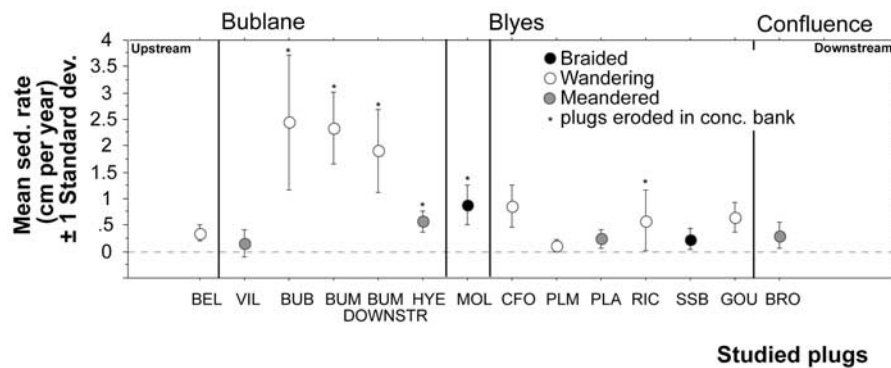 Bublane Blyes Confluence
Upstream Downstream
Mean sed. rate
(cm per year)
± 1 Standard dev.
4
3.5
3
2.5
2
1.5
1
.5
0
Braided
Wandering
Meandered
* plugs eroded in conc. bank
BEL VIL BUB BUM BUM HYE MOL CFO PLM PLA RIC SSB GOU BRO
DOWNSTR
Studied plugs